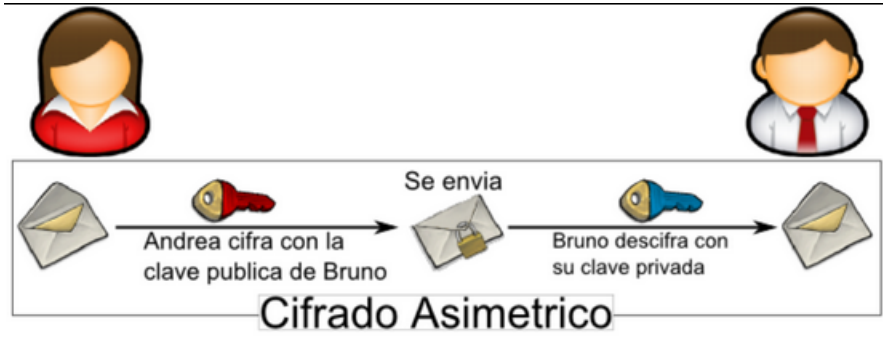 Se envia
Andrea cifra con la
clave publica de Bruno
Bruno descifra con
su clave privada
Cifrado Asimetrico